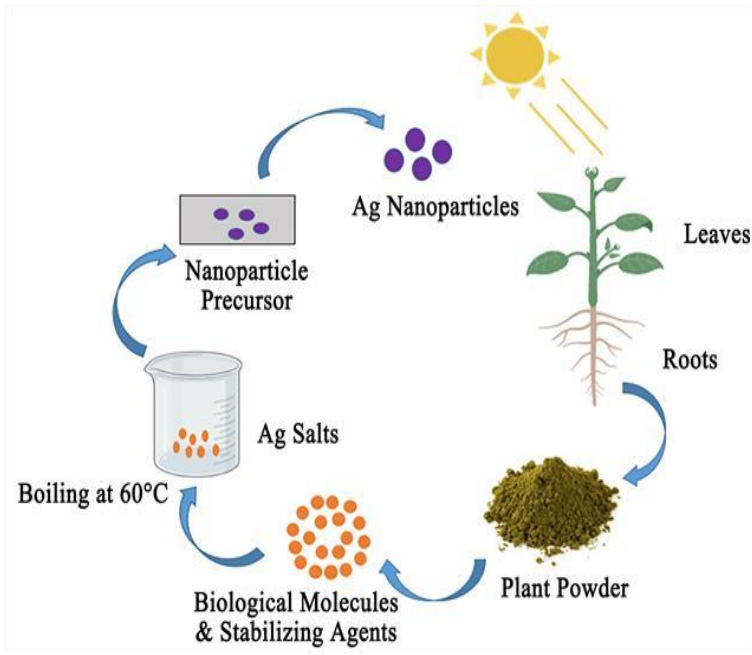 Leaves
Roots
Plant Powder
Biological Molecules
& Stabilizing Agents
Boiling at 60°C
Ag Salts
Nanoparticle
Precursor
Ag Nanoparticles